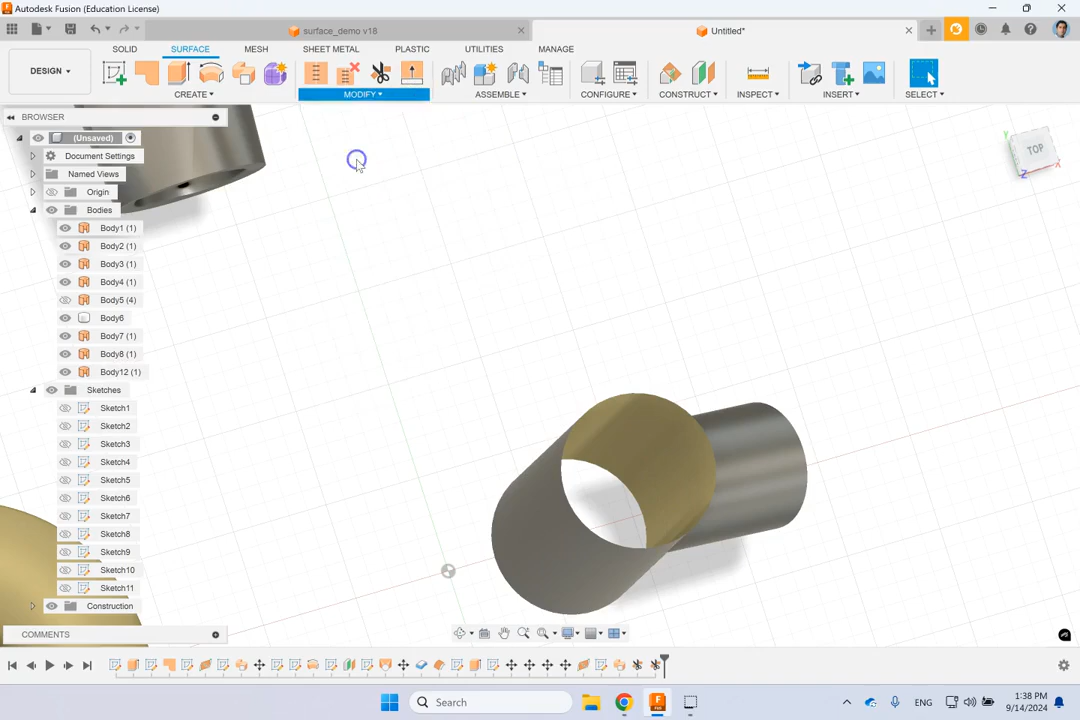 Autodesk Fusion (Education License)
surface_demo v18
Untitled*
SOLID SURFACE MESH SHEET METAL PLASTIC UTILITIES MANAGE
DESIGN ▾
CREATE ▾ MODIFY ▾ ASSEMBLE ▾ CONFIGURE ▾ CONSTRUCT ▾ INSPECT ▾ INSERT ▾ SELECT ▾
BROWSER
(Unsaved)
Document Settings
Named Views
Origin
Bodies
Body1 (1)
Body2 (1)
Body3 (1)
Body4 (1)
Body5 (4)
Body6
Body7 (1)
Body8 (1)
Body12 (1)
Sketches
Sketch1
Sketch2
Sketch3
Sketch4
Sketch5
Sketch6
Sketch7
Sketch8
Sketch9
Sketch10
Sketch11
Construction
COMMENTS
TOP
Y
X
Z
Search
ENG
1:38 PM
9/14/2024